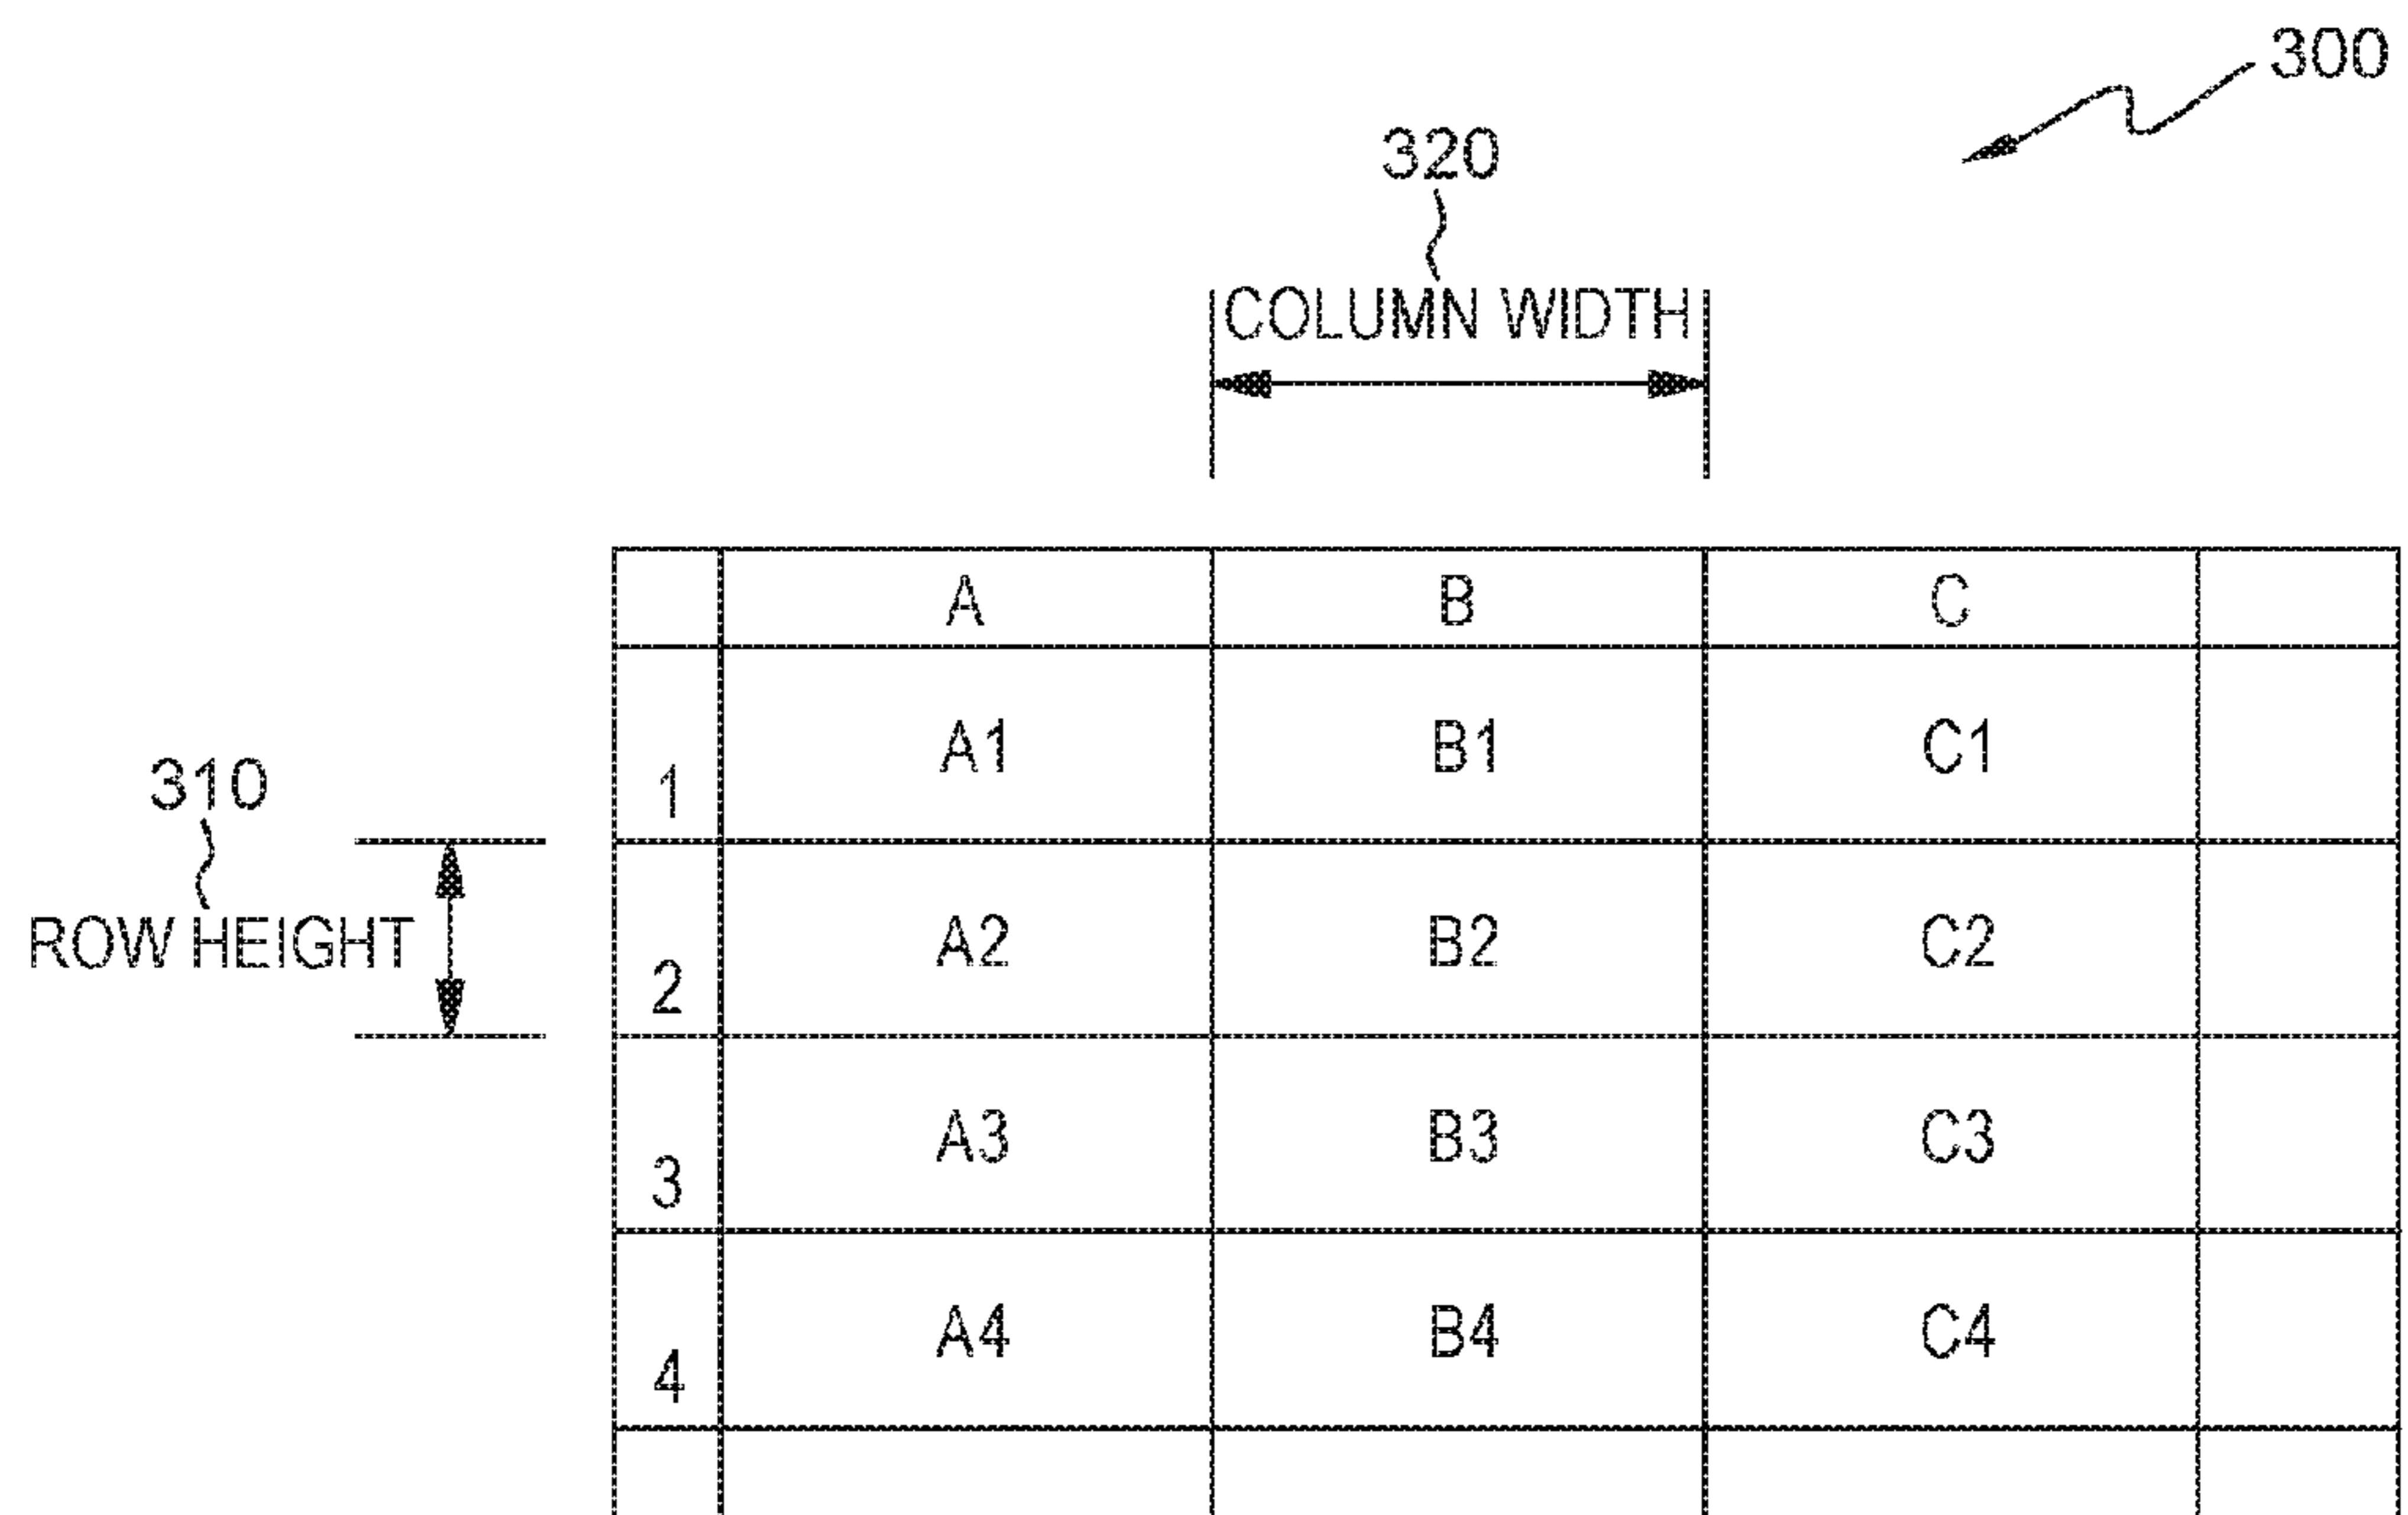 300
320
COLUMN WIDTH
A B C
A1 B1 C1
1
310
ROW HEIGHT
A2 B2 C2
2
A3 B3 C3
3
A4 B4 C4
4